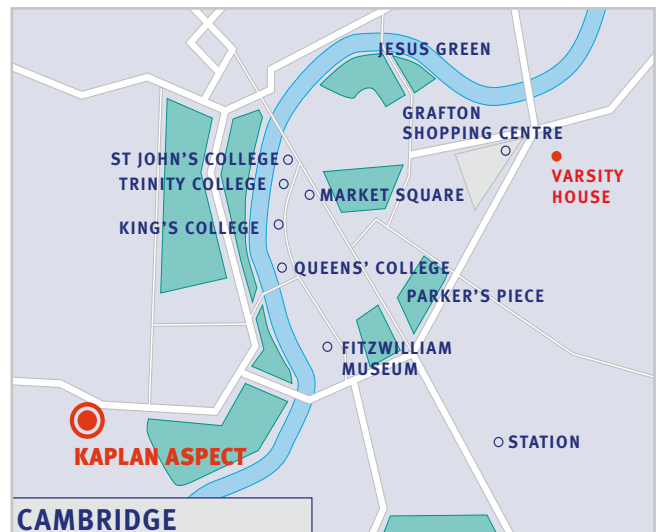 JESUS GREEN
GRAFTON
SHOPPING CENTRE
ST JOHN'S COLLEGE
TRINITY COLLEGE
VARSITY
HOUSE
MARKET SQUARE
KING'S COLLEGE
QUEENS' COLLEGE
PARKER'S PIECE
FITZWILLIAM
MUSEUM
STATION
KAPLAN ASPECT
CAMBRIDGE